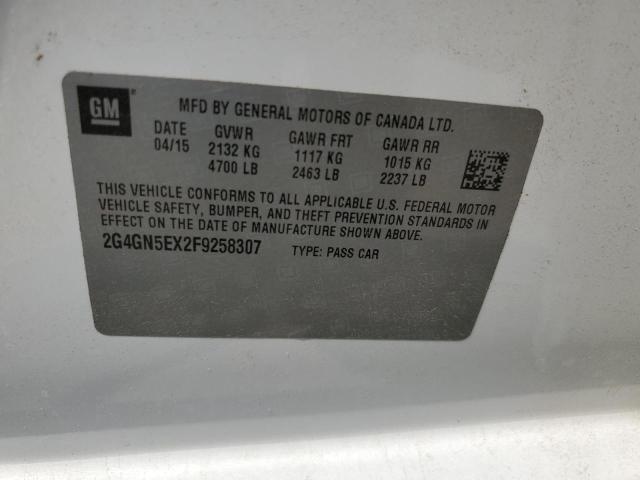 GM
MFD BY GENERAL MOTORS OF CANADA LTD.
DATE GVWR GAWR FRT GAWR RR
04/15 2132 KG 1117 KG 1015 KG
4700 LB 2463 LB 2237 LB
THIS VEHICLE CONFORMS TO ALL APPLICABLE U.S. FEDERAL MOTOR
VEHICLE SAFETY, BUMPER, AND THEFT PREVENTION STANDARDS IN
EFFECT ON THE DATE OF MANUFACTURE SHOWN ABOVE.
2G4GN5EX2F9258307 TYPE: PASS CAR